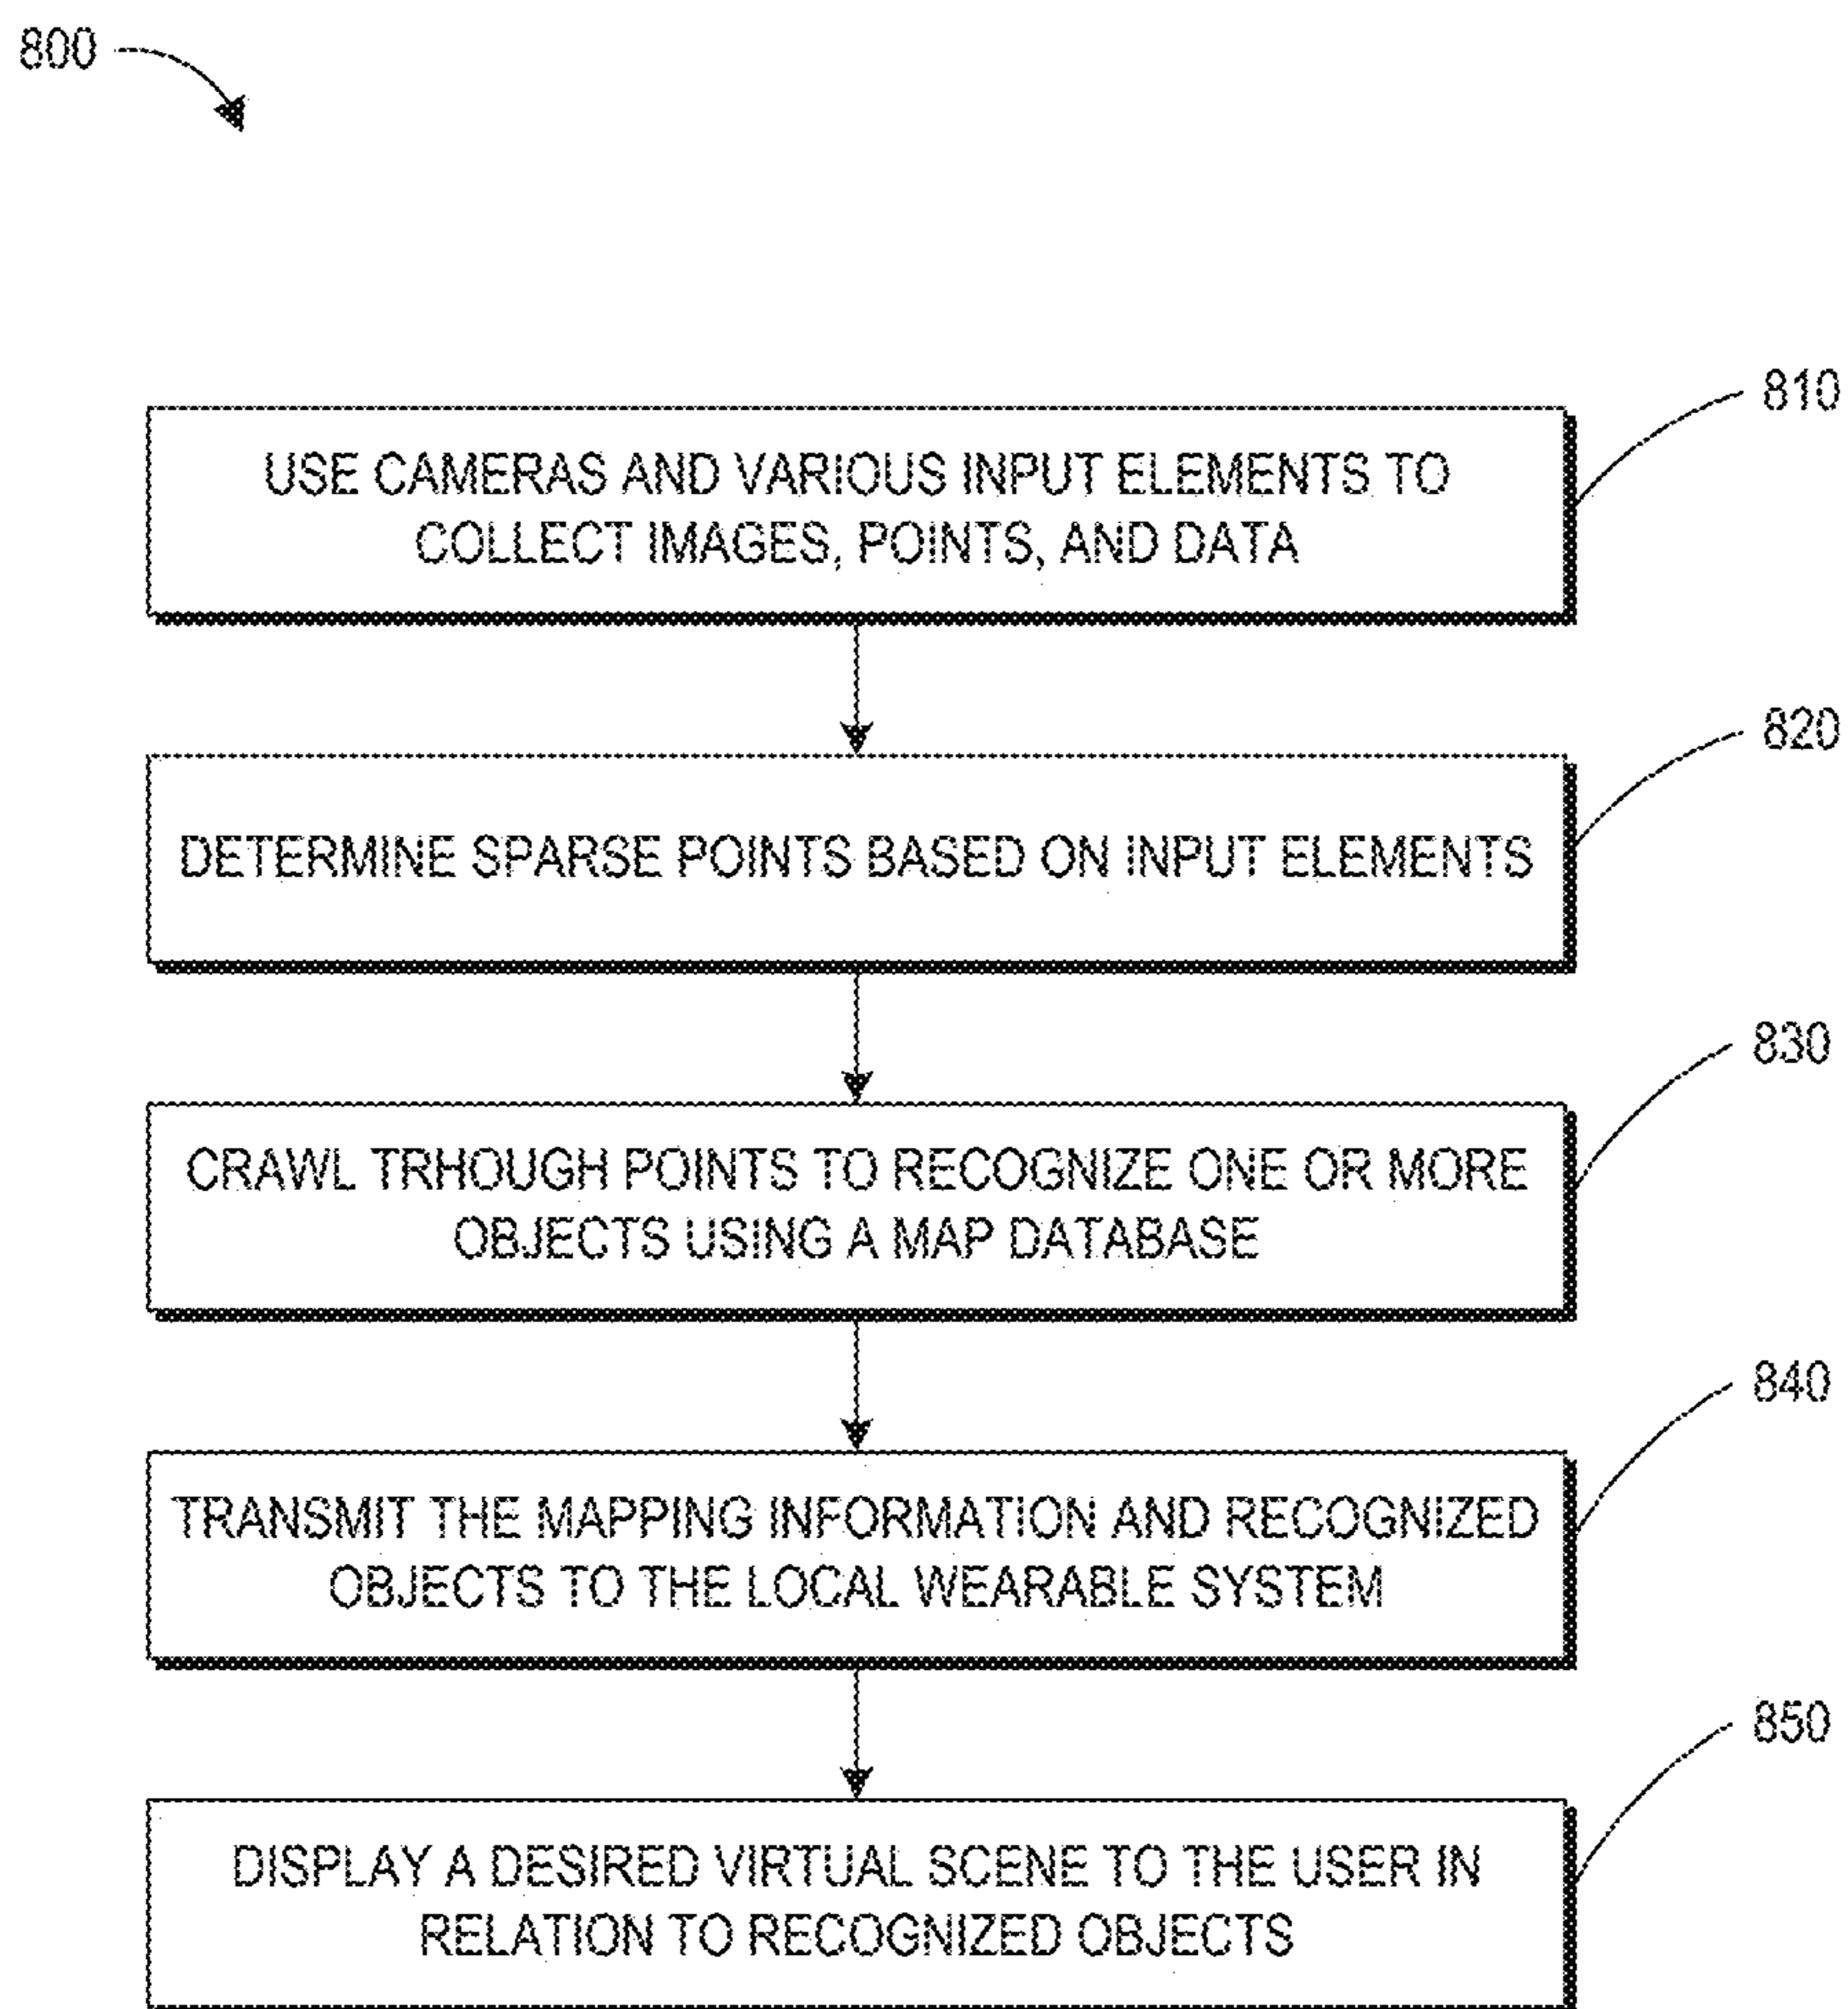 800
810
USE CAMERAS AND VARIOUS INPUT ELEMENTS TO
COLLECT IMAGES, POINTS, AND DATA
820
DETERMINE SPARSE POINTS BASED ON INPUT ELEMENTS
830
CRAWL TRHOUGH POINTS TO RECOGNIZE ONE OR MORE
OBJECTS USING A MAP DATABASE
840
TRANSMIT THE MAPPING INFORMATION AND RECOGNIZED
OBJECTS TO THE LOCAL WEARABLE SYSTEM
850
DISPLAY A DESIRED VIRTUAL SCENE TO THE USER IN
RELATION TO RECOGNIZED OBJECTS